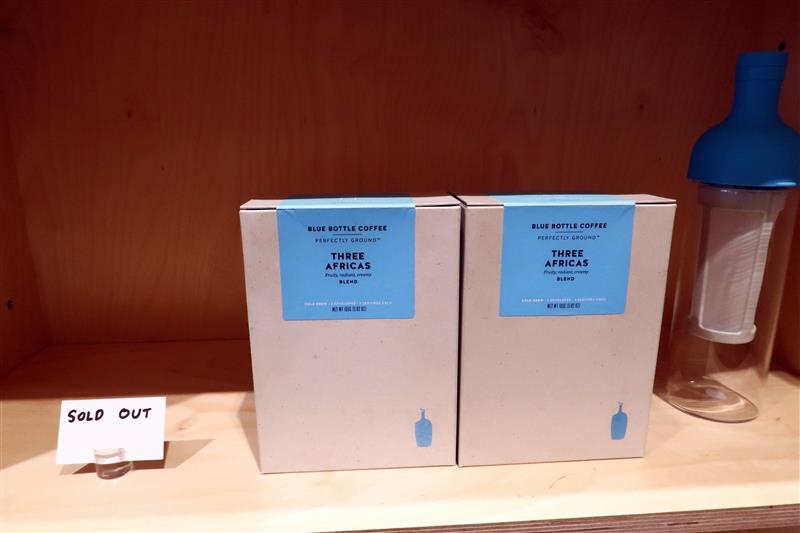 SOLD OUT
BLUE BOTTLE COFFEE
PERFECTLY GROUND™
THREE
AFRICAS
Fruity, radiant, creamy
BLEND
BLUE BOTTLE COFFEE
PERFECTLY GROUND™
THREE
AFRICAS
Fruity, radiant, creamy
BLEND